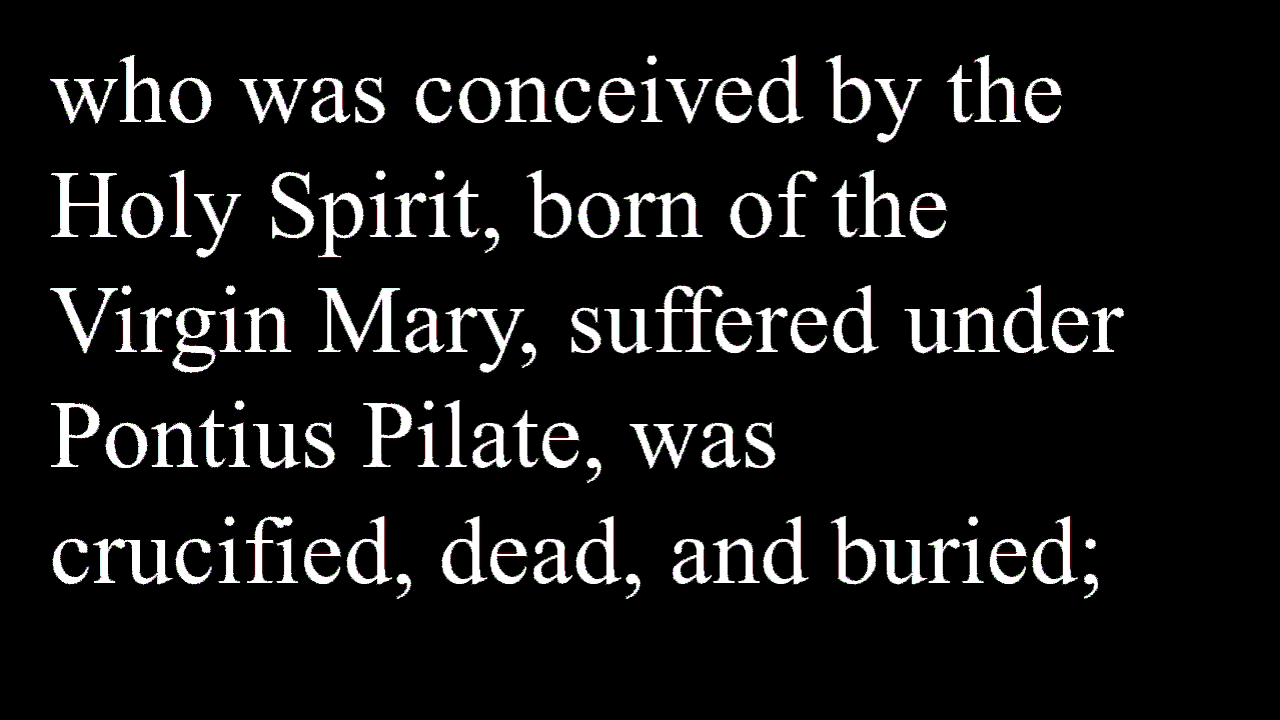 who was conceived by the
Holy Spirit, born of the
Virgin Mary, suffered under
Pontius Pilate, was
crucified, dead, and buried;